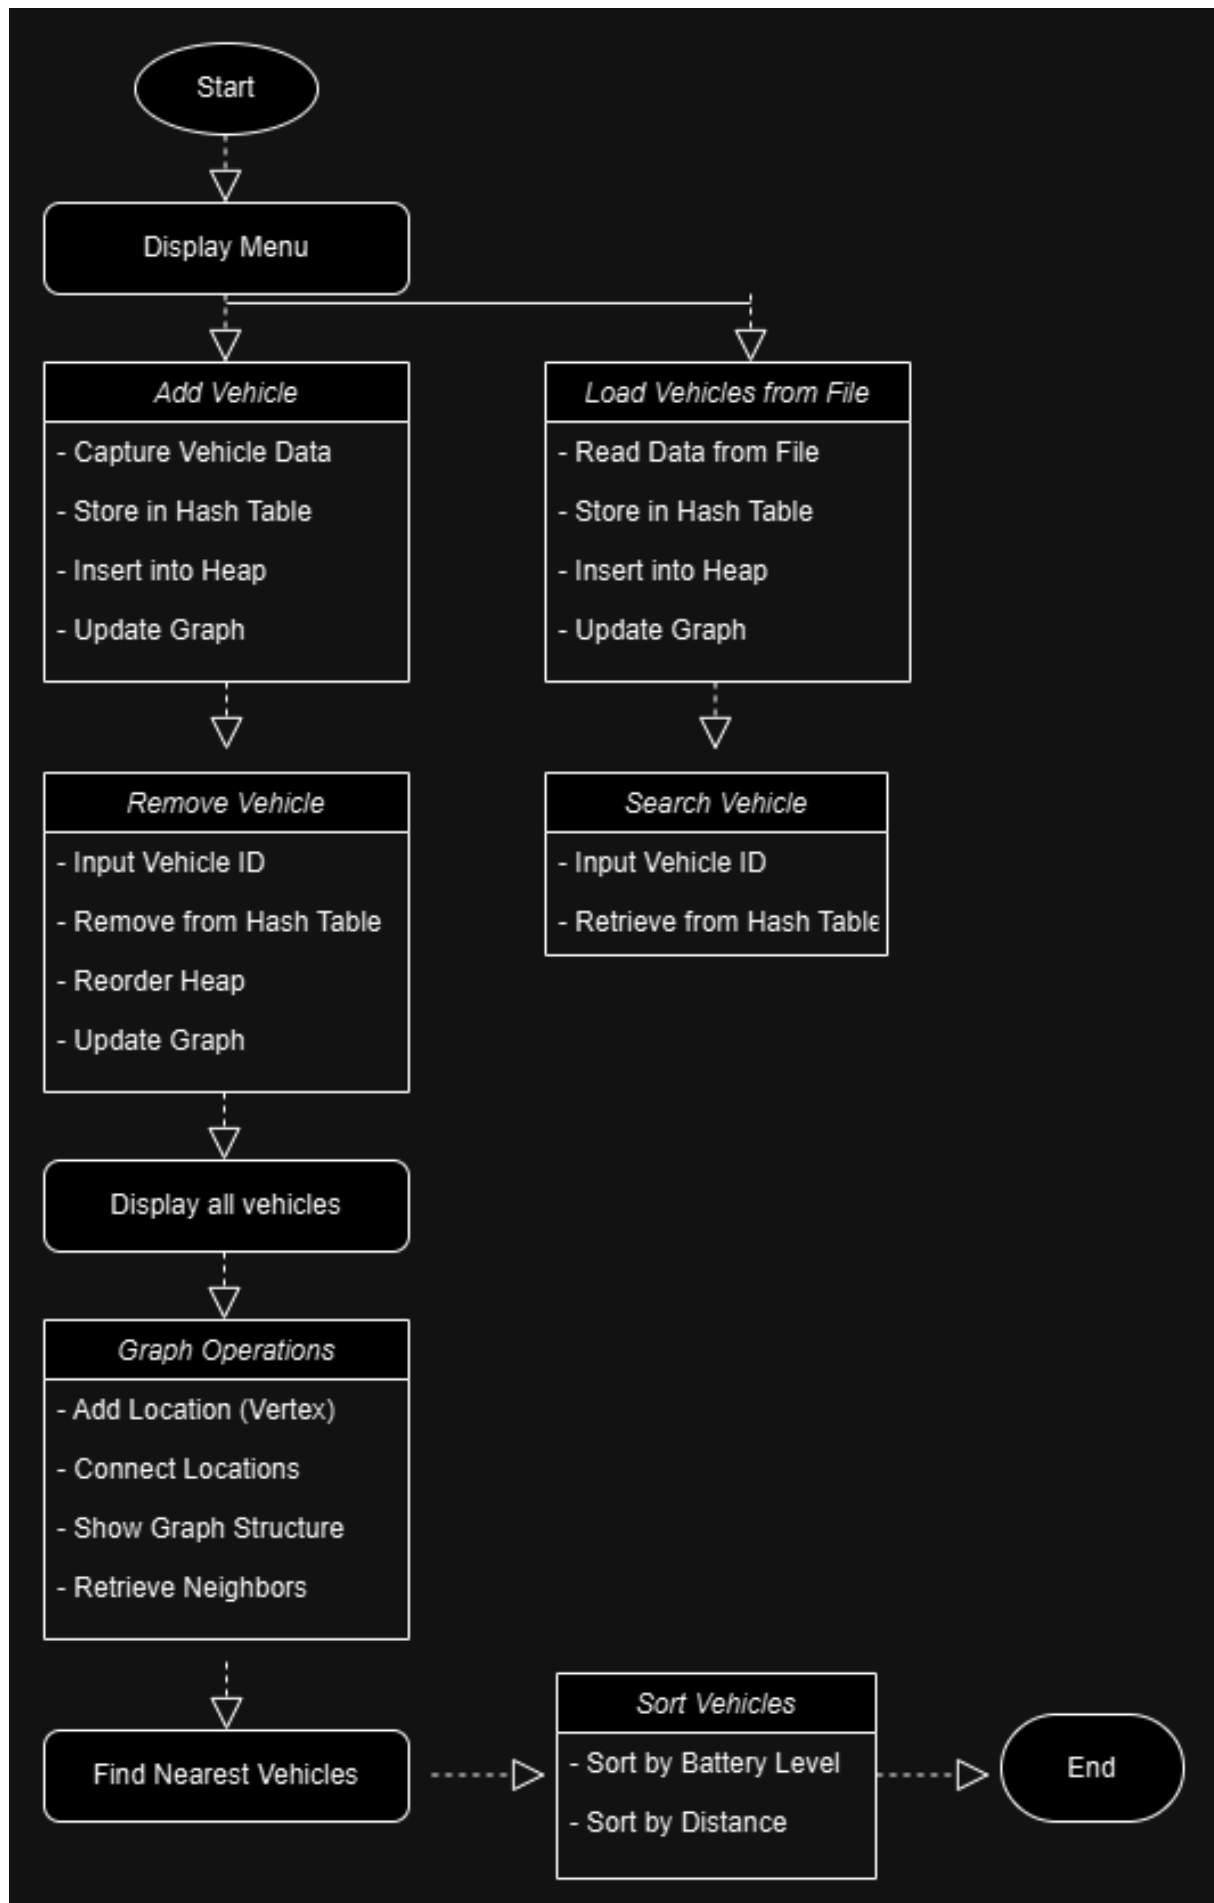 Start
Display Menu
Add Vehicle
- Capture Vehicle Data
- Store in Hash Table
- Insert into Heap
- Update Graph
Load Vehicles from File
- Read Data from File
- Store in Hash Table
- Insert into Heap
- Update Graph
Remove Vehicle
- Input Vehicle ID
- Remove from Hash Table
- Reorder Heap
- Update Graph
Search Vehicle
- Input Vehicle ID
- Retrieve from Hash Table
Display all vehicles
Graph Operations
- Add Location (Vertex)
- Connect Locations
- Show Graph Structure
- Retrieve Neighbors
Find Nearest Vehicles
Sort Vehicles
- Sort by Battery Level
- Sort by Distance
End